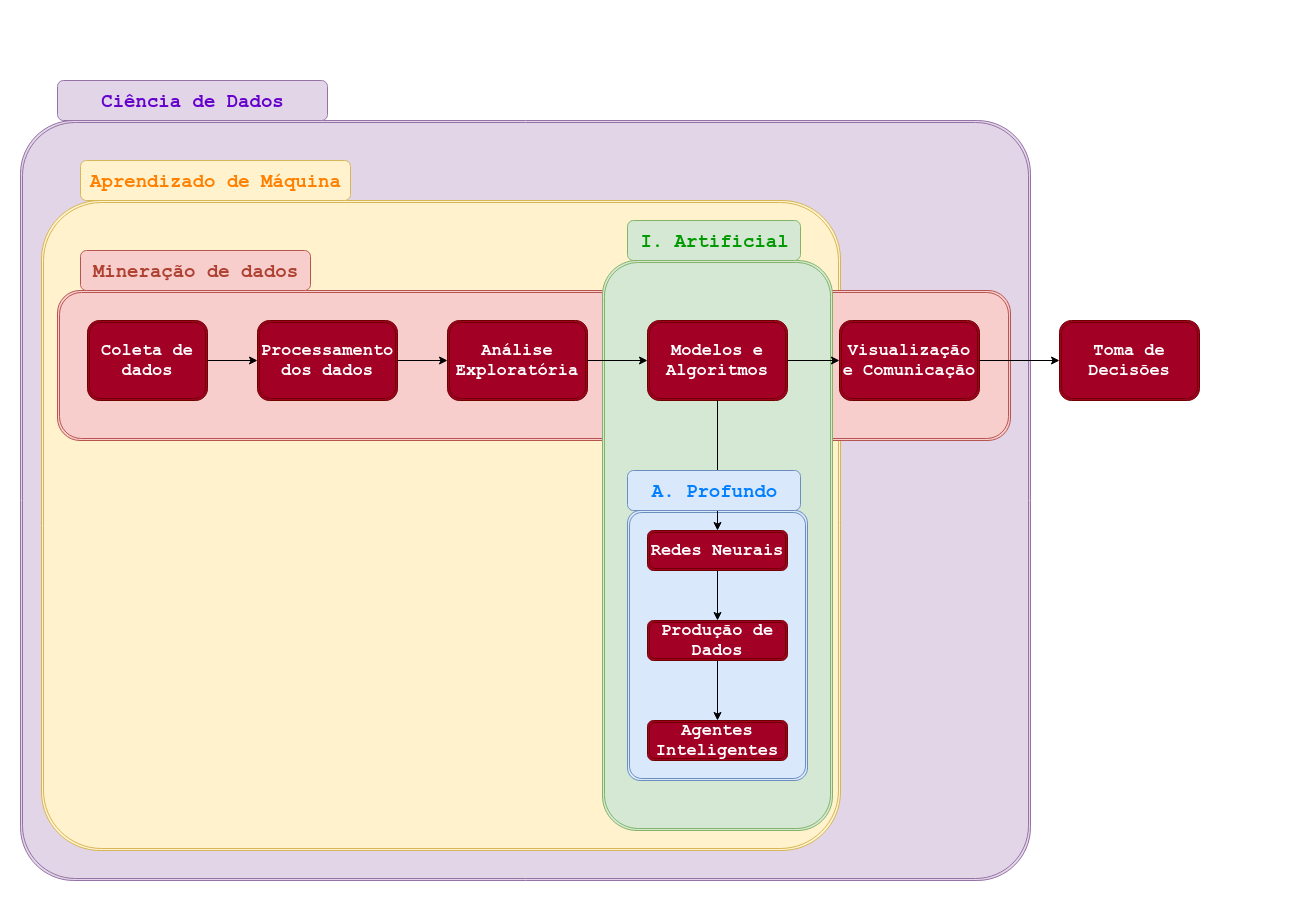 Ciência de Dados
Aprendizado de Máquina
I. Artificial
Mineração de dados
Coleta de
dados
Processamento
dos dados
Análise
Exploratória
Modelos e
Algoritmos
Visualização
e Comunicação
Toma de
Decisões
A. Profundo
Redes Neurais
Produção de
Dados
Agentes
Inteligentes